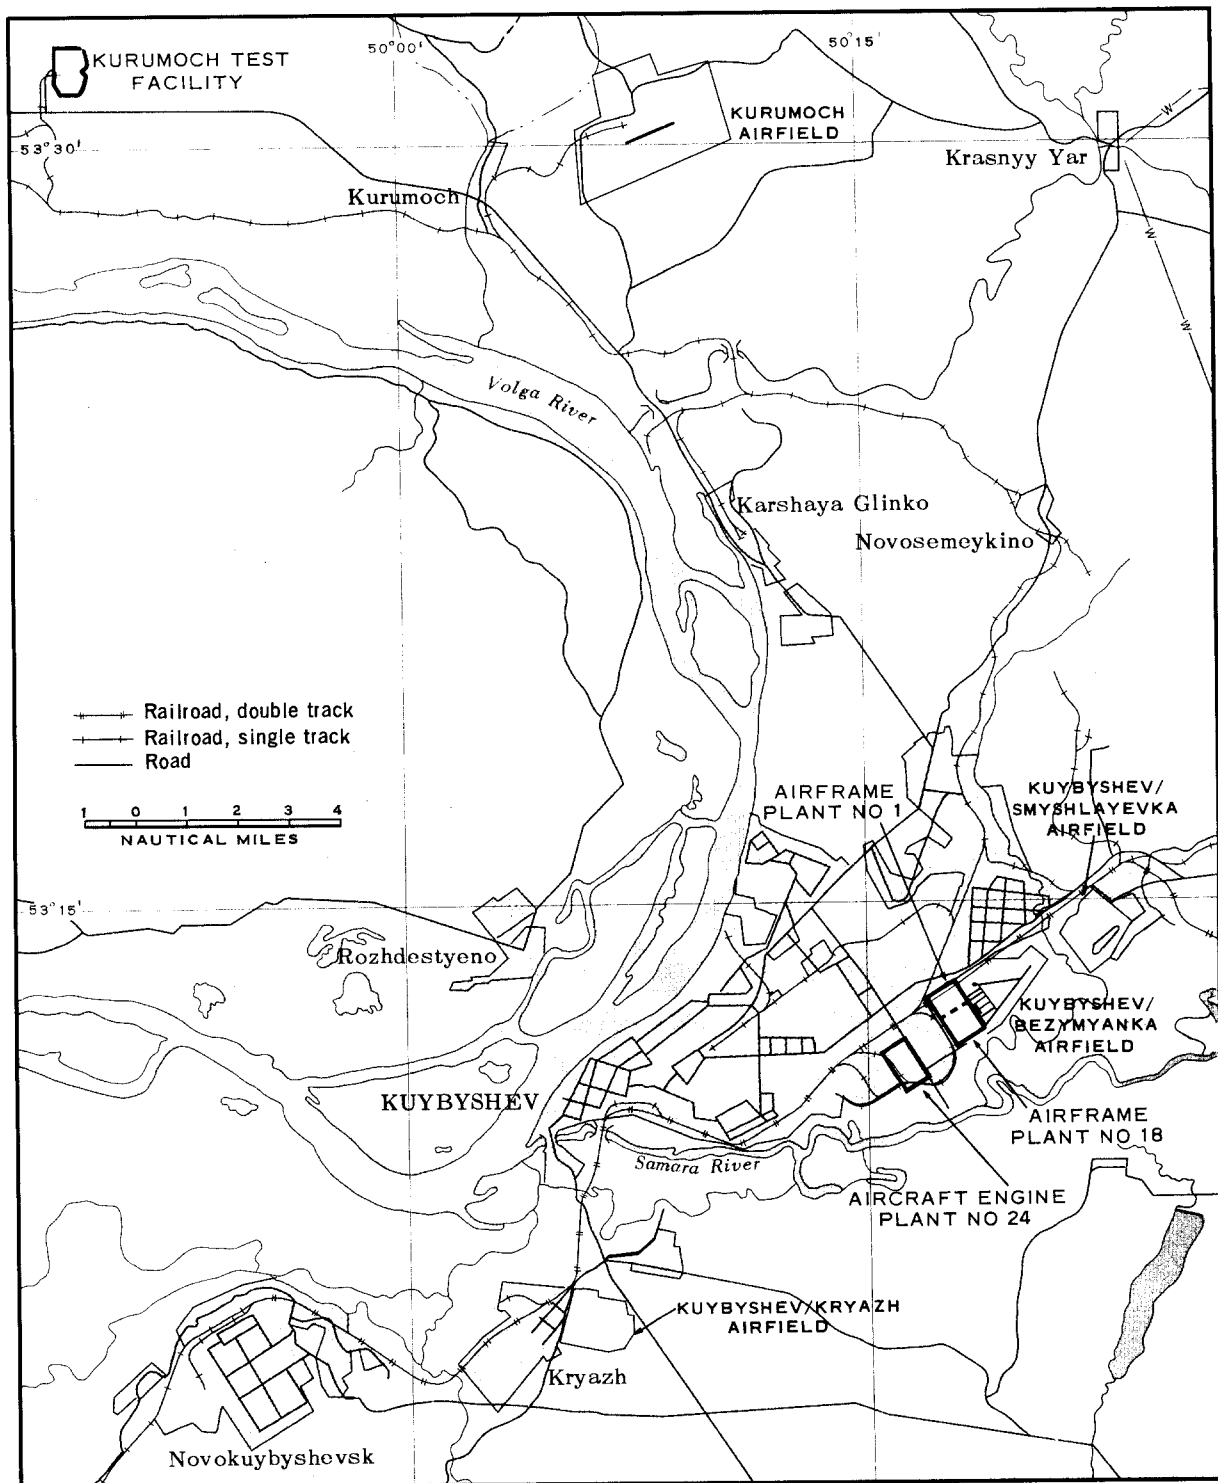 KURUMOCH TEST
FACILITY
50°00'
50°15'
KURUMOCH
AIRFIELD
W
53°30'
Krasnyy Yar
Kurumoch
W
W
Volga River
Karshaya Glinko
Novosemeykino
Railroad, double track
Railroad, single track
Road
1 0 1 2 3 4
NAUTICAL MILES
AIRFRAME
PLANT NO 1
KUYBYSHEV/
SMYSHLAYEVKA
AIRFIELD
53°15'
Rozhdestyeno
KUYBYSHEV/
BEZYMYANKA
AIRFIELD
KUYBYSHEV
AIRFRAME
PLANT NO 18
Samara River
AIRCRAFT ENGINE
PLANT NO 24
KUYBYSHEV/KRYAZH
AIRFIELD
Kryazh
Novokuybyshevsk